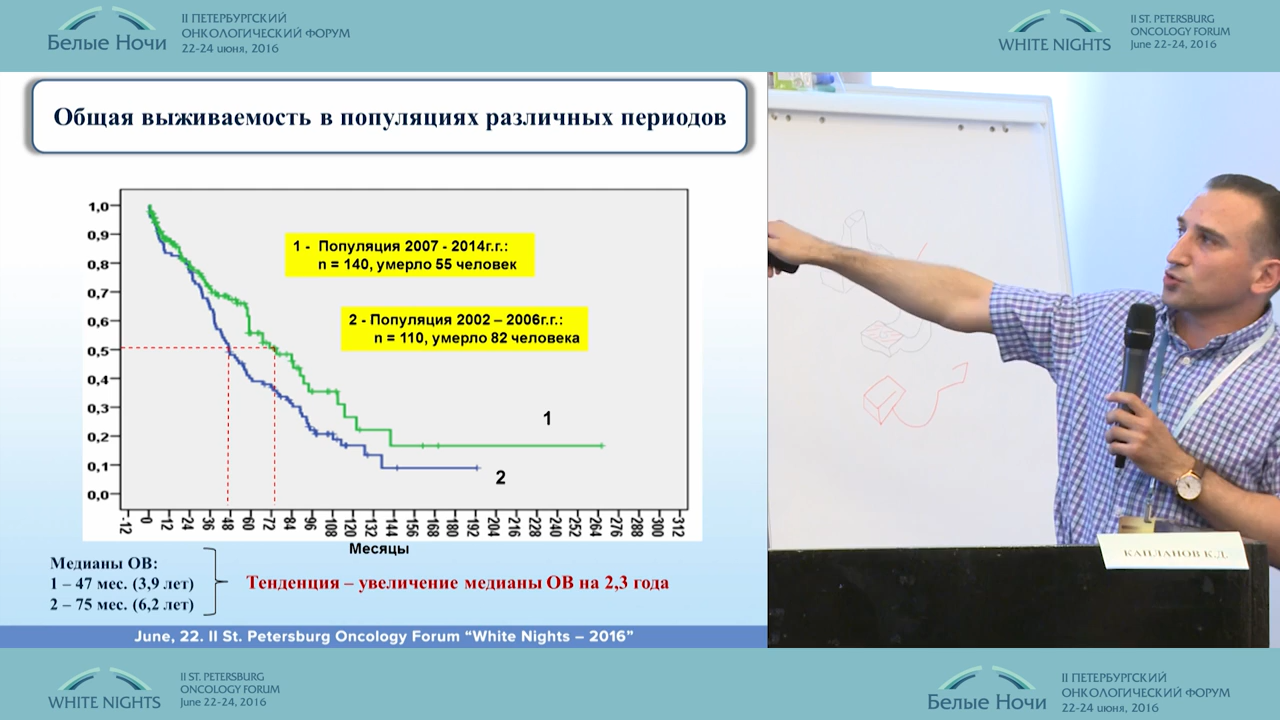 Белые Ночи
II ПЕТЕРБУРГСКИЙ
ОНКОЛОГИЧЕСКИЙ ФОРУМ
22-24 июня, 2016
WHITE NIGHTS
II ST. PETERSBURG
ONCOLOGY FORUM
June 22-24, 2016
Общая выживаемость в популяциях различных периодов
1,0
0,9
0,8
0,7
0,6
0,5
0,4
0,3
0,2
0,1
0,0
1 - Популяция 2007 - 2014г.г.:
n = 140, умерло 55 человек
2 - Популяция 2002 – 2006г.г.:
n = 110, умерло 82 человека
1
2
-12 0 12 24 36 48 60 72 84 96 108 120 132 144 156 168 180 192 204 216 228 240 252 264 276 288 300 312
Месяцы
Медианы ОВ:
1 – 47 мес. (3,9 лет)
2 – 75 мес. (6,2 лет)
Тенденция – увеличение медианы ОВ на 2,3 года
КАПЛАНОВ К.Д.
June, 22. II St. Petersburg Oncology Forum “White Nights – 2016”
WHITE NIGHTS
II ST. PETERSBURG
ONCOLOGY FORUM
June 22-24, 2016
Белые Ночи
II ПЕТЕРБУРГСКИЙ
ОНКОЛОГИЧЕСКИЙ ФОРУМ
22-24 июня, 2016